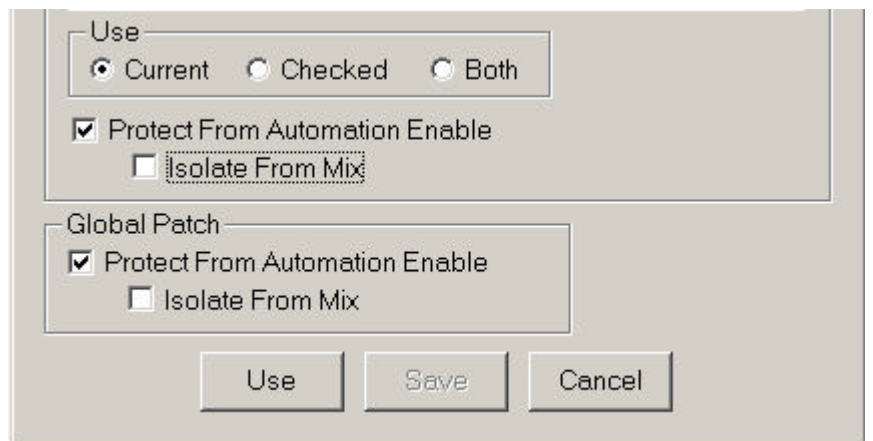 Use
Current Checked Both
Protect From Automation Enable
Isolate From Mix
Global Patch
Protect From Automation Enable
Isolate From Mix
Use Save Cancel